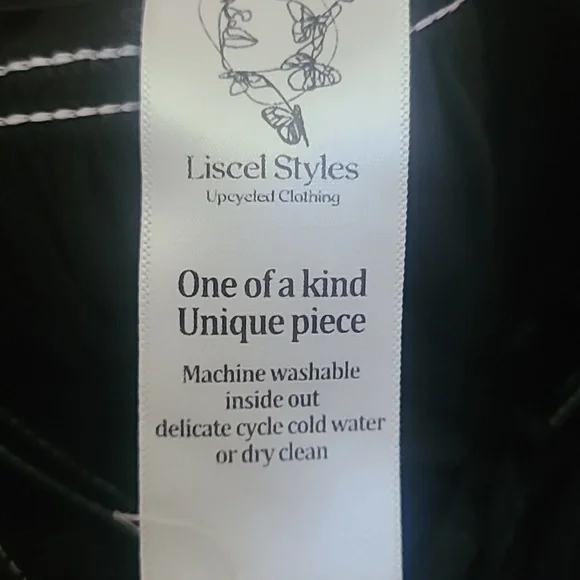 Liscel Styles
Upcycled Clothing
One of a kind
Unique piece
Machine washable
inside out
delicate cycle cold water
or dry clean